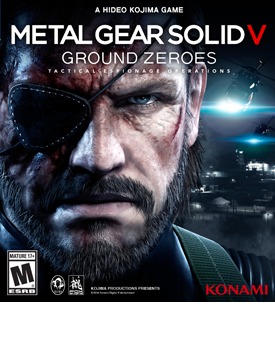 A HIDEO KOJIMA GAME
METAL GEAR SOLID V
GROUND ZEROES
TACTICAL ESPIONAGE OPERATIONS
MATURE 17+
M
ESRB
KOJIMA PRODUCTIONS PRESENTS
KONAMI